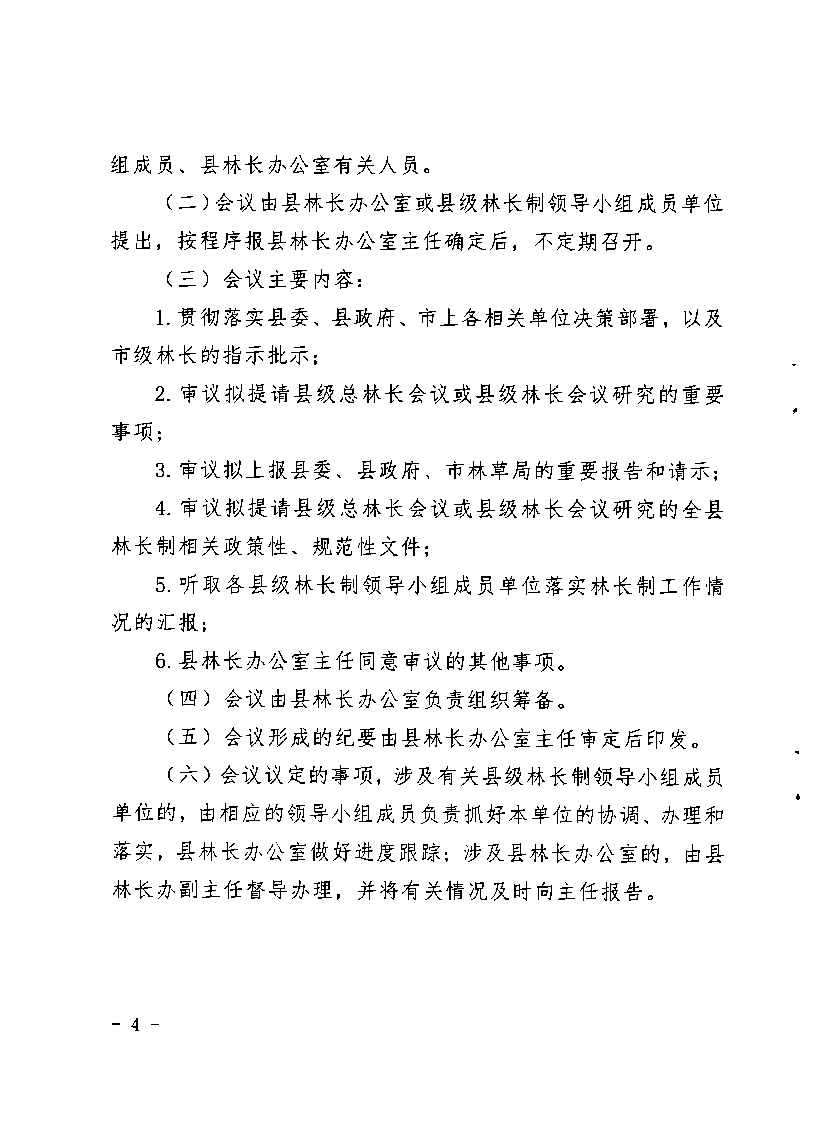 组成员、县林长办公室有关人员。
（二）会议由县林长办公室或县级林长制领导小组成员单位
提出，按程序报县林长办公室主任确定后，不定期召开。
（三）会议主要内容：
1.贯彻落实县委、县政府、市上各相关单位决策部署，以及
市级林长的指示批示；
2.审议拟提请县级总林长会议或县级林长会议研究的重要
事项；
3.审议拟上报县委、县政府、市林草局的重要报告和请示；
4.审议拟提请县级总林长会议或县级林长会议研究的全县
林长制相关政策性、规范性文件；
5.听取各县级林长制领导小组成员单位落实林长制工作情
况的汇报；
6.县林长办公室主任同意审议的其他事项。
（四）会议由县林长办公室负责组织筹备。
（五）会议形成的纪要由县林长办公室主任审定后印发。
（六）会议议定的事项，涉及有关县级林长制领导小组成员
单位的，由相应的领导小组成员负责抓好本单位的协调、办理和
落实，县林长办公室做好进度跟踪；涉及县林长办公室的，由县
林长办副主任督导办理，并将有关情况及时向主任报告。
- 4 -